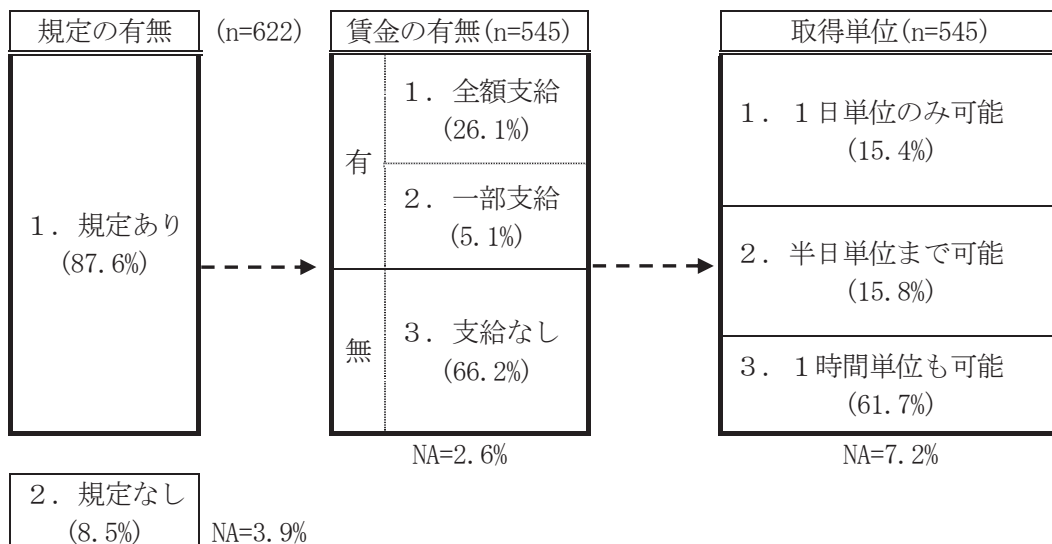 規定の有無 (n=622)
１．規定あり
(87.6%)
２．規定なし
(8.5%) NA=3.9%
賃金の有無(n=545)
有
１．全額支給
(26.1%)
２．一部支給
(5.1%)
無
３．支給なし
(66.2%)
NA=2.6%
取得単位(n=545)
１．１日単位のみ可能
(15.4%)
２．半日単位まで可能
(15.8%)
３．１時間単位も可能
(61.7%)
NA=7.2%